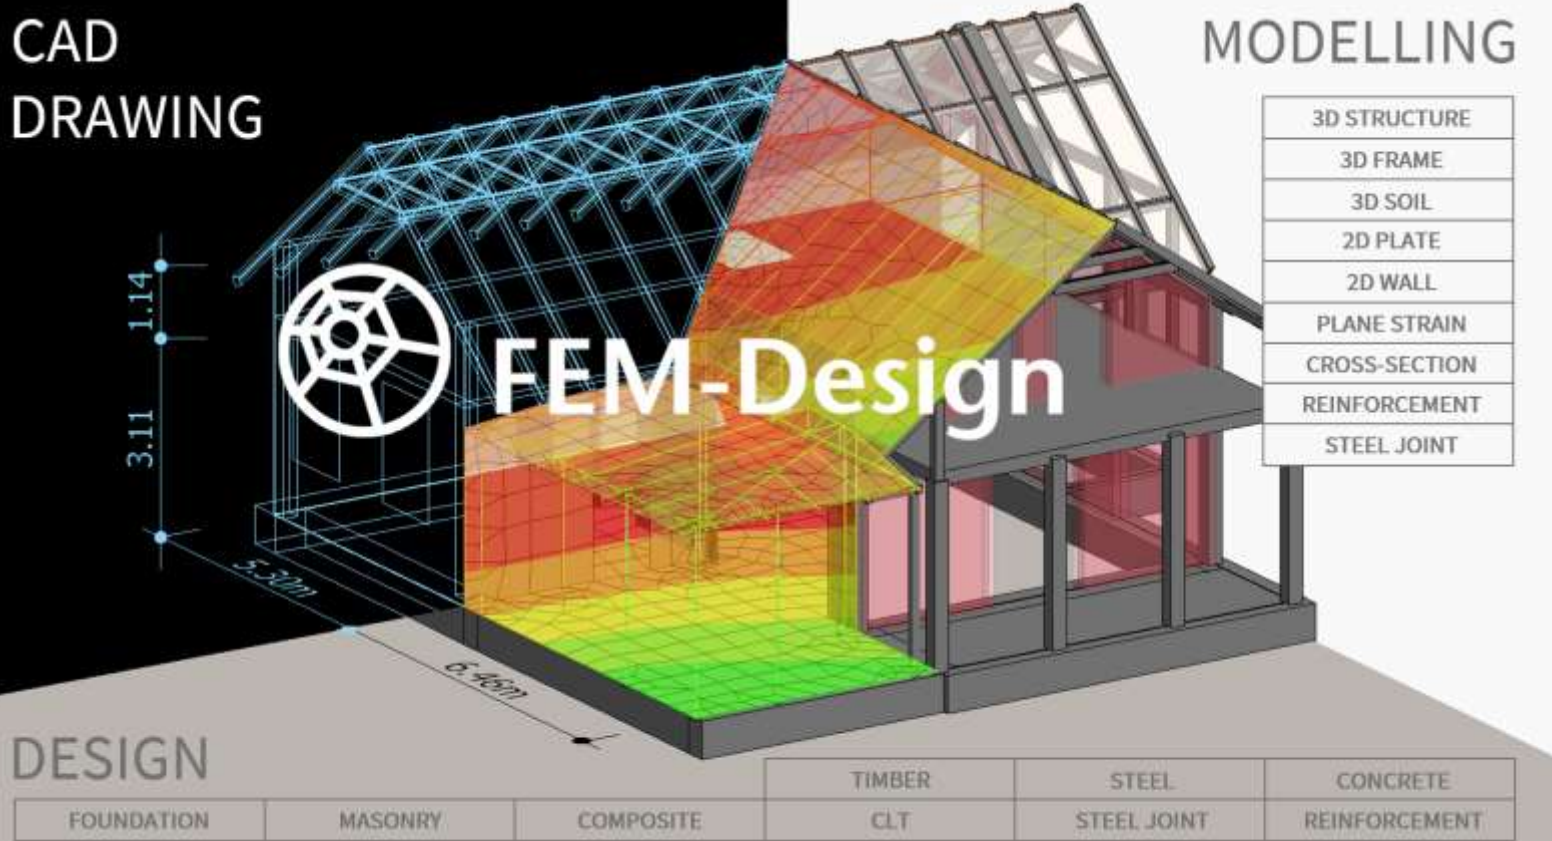 CAD
DRAWING
MODELLING
3D STRUCTURE
3D FRAME
3D SOIL
2D PLATE
2D WALL
PLANE STRAIN
CROSS-SECTION
REINFORCEMENT
STEEL JOINT
1.14
3.11
FEM-Design
5.30m
6.46m
DESIGN
TIMBER STEEL CONCRETE
FOUNDATION MASONRY COMPOSITE CLT STEEL JOINT REINFORCEMENT